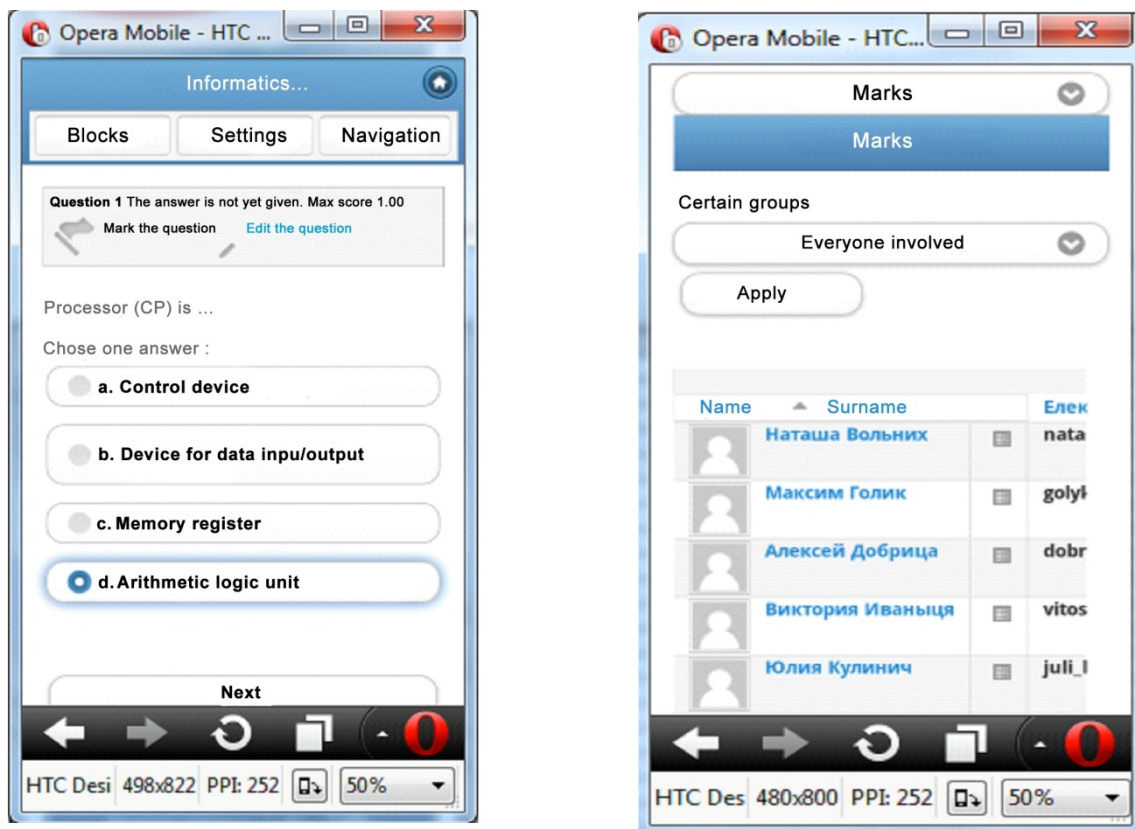 Opera Mobile - HTC ...
Informatics...
Blocks Settings Navigation
Question 1 The answer is not yet given. Max score 1.00
Mark the question Edit the question
Processor (CP) is ...
Chose one answer :
a. Control device
b. Device for data inpu/output
c. Memory register
d. Arithmetic logic unit
Next
HTC Desi 498x822 PPI: 252 50%
Opera Mobile - HTC...
Marks
Marks
Certain groups
Everyone involved
Apply
Name Surname Елек
Наташа Вольних nata
Максим Голик golyk
Алексей Добрица dobr
Виктория Иваныця vitos
Юлия Кулинич juli_
HTC Des 480x800 PPI: 252 50%